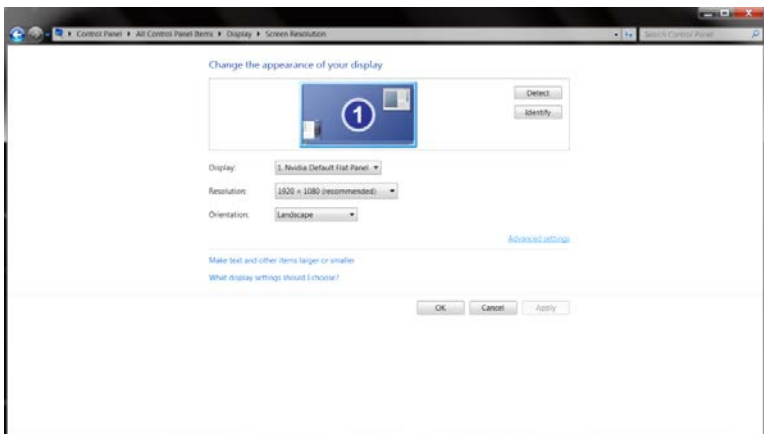 Control Panel ▸ All Control Panel Items ▸ Display ▸ Screen Resolution
Search Control Panel
Change the appearance of your display
1
Detect
Identify
Display: 1. Nvidia Default Flat Panel
Resolution: 1920 × 1080 (recommended)
Orientation: Landscape
Advanced settings
Make text and other items larger or smaller
What display settings should I choose?
OK Cancel Apply